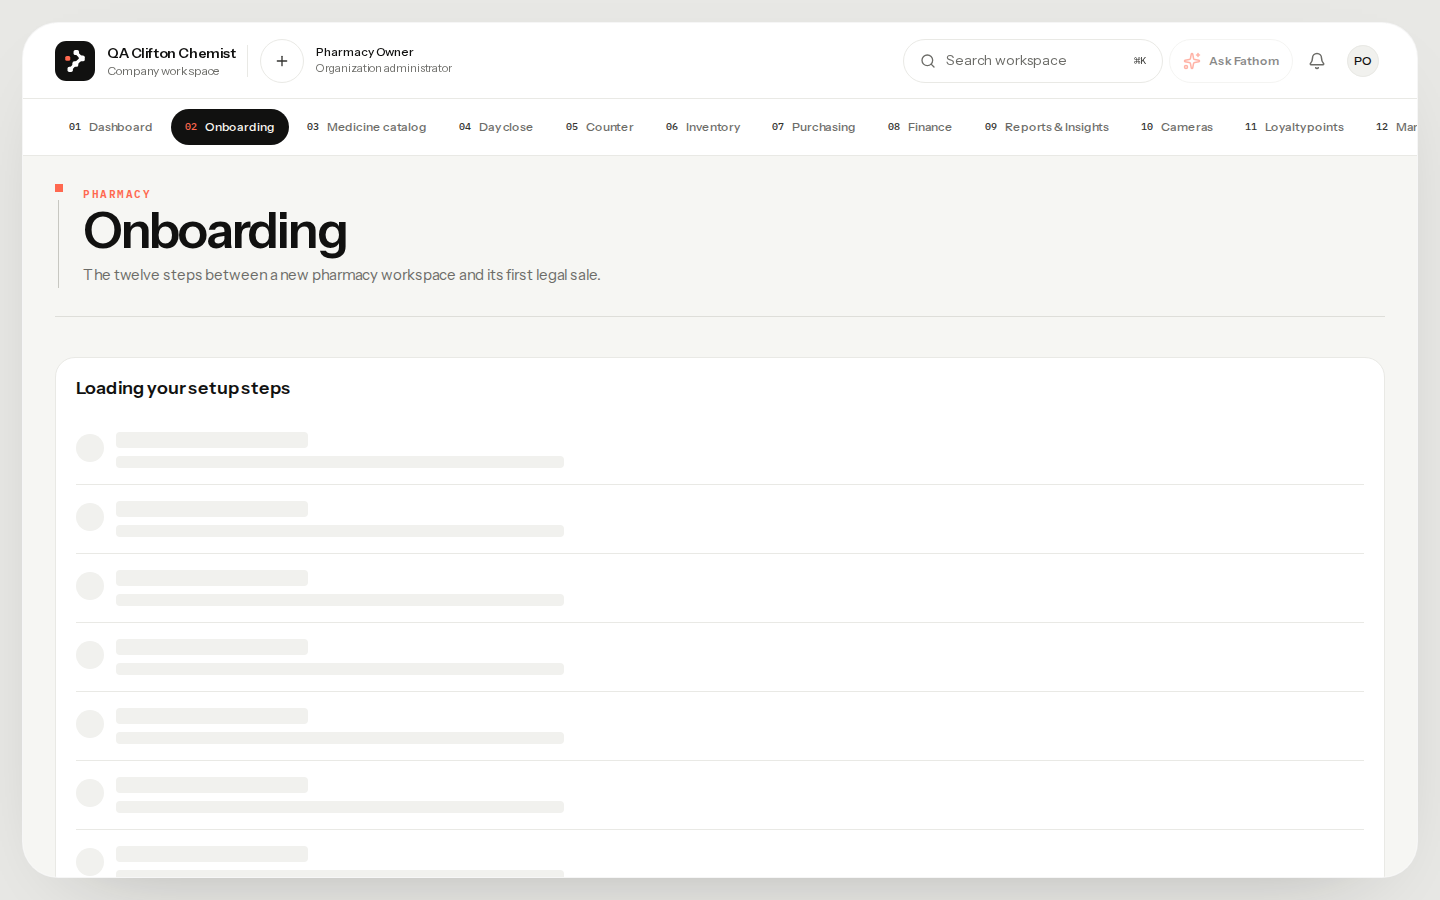 QA Clifton Chemist
Company workspace
Pharmacy Owner
Organization administrator
Search workspace
⌘K
Ask Fathom
PO
01 Dashboard
02 Onboarding
03 Medicine catalog
04 Day close
05 Counter
06 Inventory
07 Purchasing
08 Finance
09 Reports & Insights
10 Cameras
11 Loyalty points
12 Mar
PHARMACY
Onboarding
The twelve steps between a new pharmacy workspace and its first legal sale.
Loading your setup steps